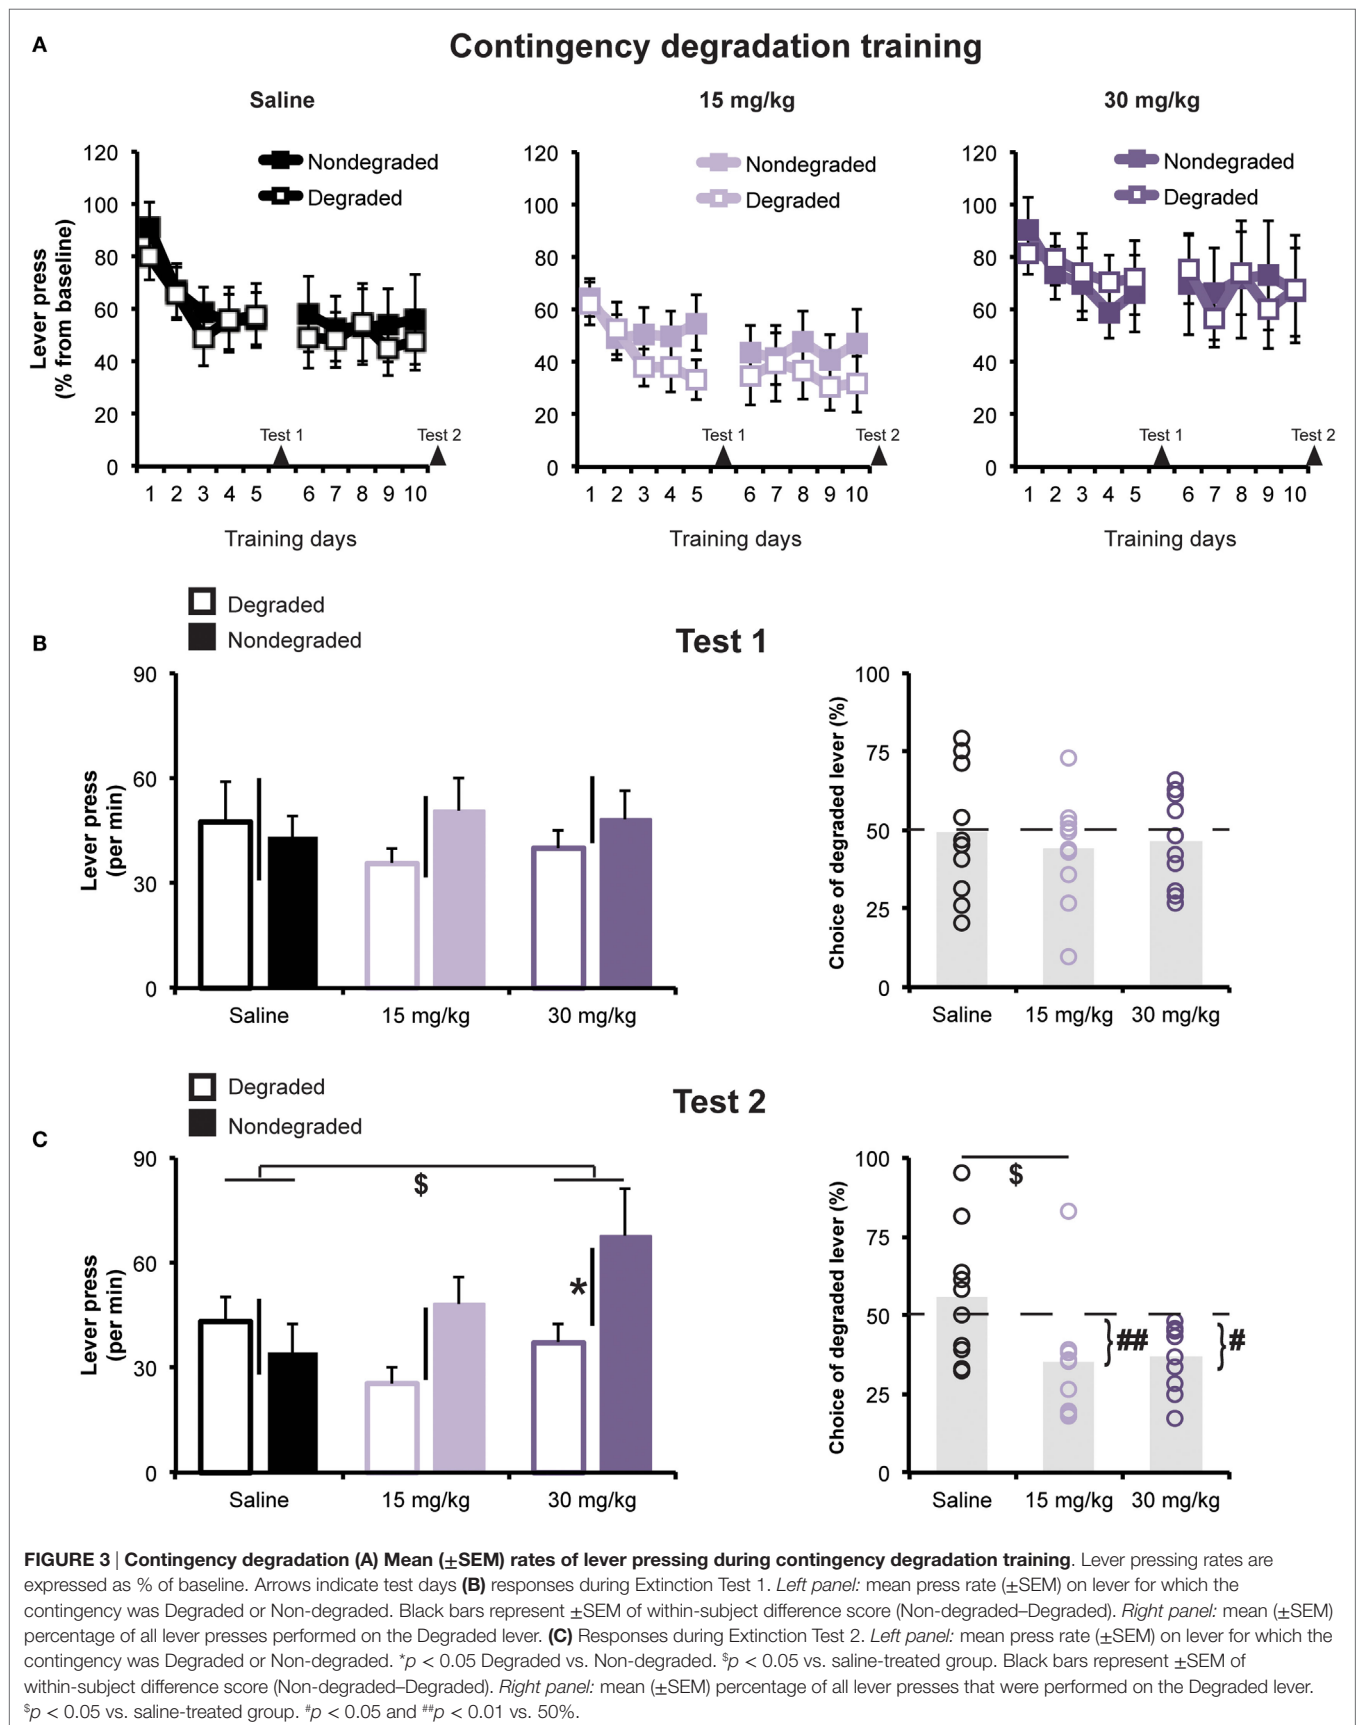 A
Contingency degradation training
Saline
15 mg/kg
30 mg/kg
Lever press
(% from baseline)
120
100
80
60
40
20
0
Nondegraded
Degraded
Test 1
Test 2
1 2 3 4 5 6 7 8 9 10
Training days
120
100
80
60
40
20
0
Nondegraded
Degraded
Test 1
Test 2
1 2 3 4 5 6 7 8 9 10
Training days
120
100
80
60
40
20
0
Nondegraded
Degraded
Test 1
Test 2
1 2 3 4 5 6 7 8 9 10
Training days
B
Degraded
Nondegraded
Test 1
Lever press
(per min)
90
60
30
0
Saline 15 mg/kg 30 mg/kg
Choice of degraded lever (%)
100
75
50
25
0
Saline 15 mg/kg 30 mg/kg
C
Degraded
Nondegraded
Test 2
Lever press
(per min)
90
60
30
0
$
*
Saline 15 mg/kg 30 mg/kg
Choice of degraded lever (%)
100
75
50
25
0
$
} ##
} #
Saline 15 mg/kg 30 mg/kg
FIGURE 3 | Contingency degradation (A) Mean (±SEM) rates of lever pressing during contingency degradation training. Lever pressing rates are
expressed as % of baseline. Arrows indicate test days (B) responses during Extinction Test 1. Left panel: mean press rate (±SEM) on lever for which the
contingency was Degraded or Non-degraded. Black bars represent ±SEM of within-subject difference score (Non-degraded–Degraded). Right panel: mean (±SEM)
percentage of all lever presses performed on the Degraded lever. (C) Responses during Extinction Test 2. Left panel: mean press rate (±SEM) on lever for which the
contingency was Degraded or Non-degraded. *p < 0.05 Degraded vs. Non-degraded. $p < 0.05 vs. saline-treated group. Black bars represent ±SEM of
within-subject difference score (Non-degraded–Degraded). Right panel: mean (±SEM) percentage of all lever presses that were performed on the Degraded lever.
$p < 0.05 vs. saline-treated group. #p < 0.05 and ##p < 0.01 vs. 50%.